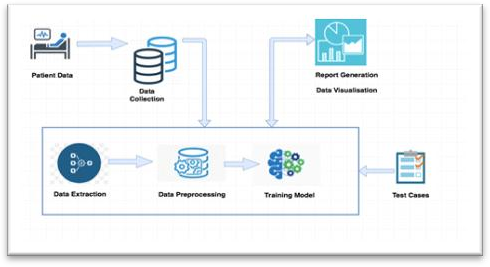 Patient Data
Data
Collection
Report Generation
Data Visualisation
Data Extraction
Data Preprocessing
Training Model
Test Cases